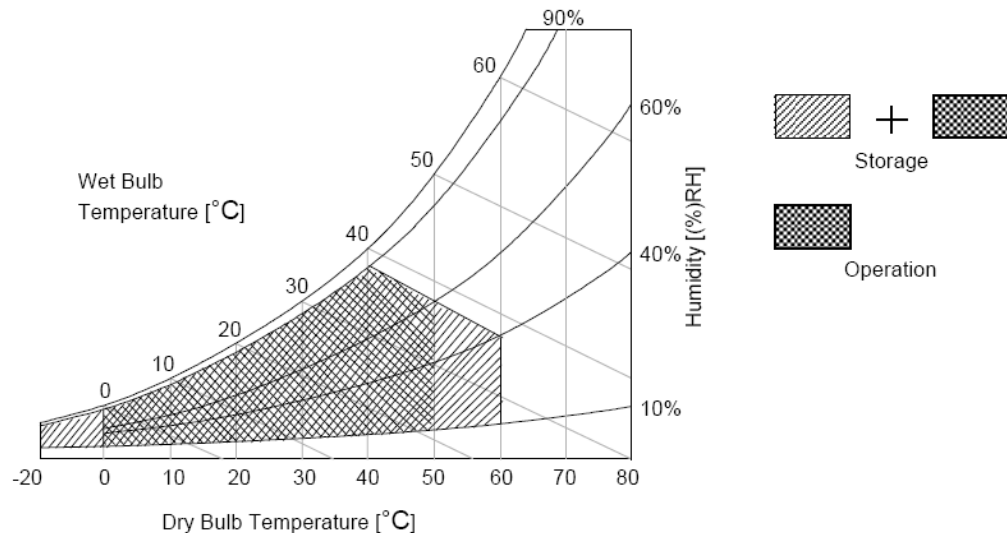 90%
60
60%
50
Wet Bulb
Temperature [°C]
40
40%
30
20
10
0
10%
-20 0 10 20 30 40 50 60 70 80
Dry Bulb Temperature [°C]
Humidity [(%)RH]
+
Storage
Operation